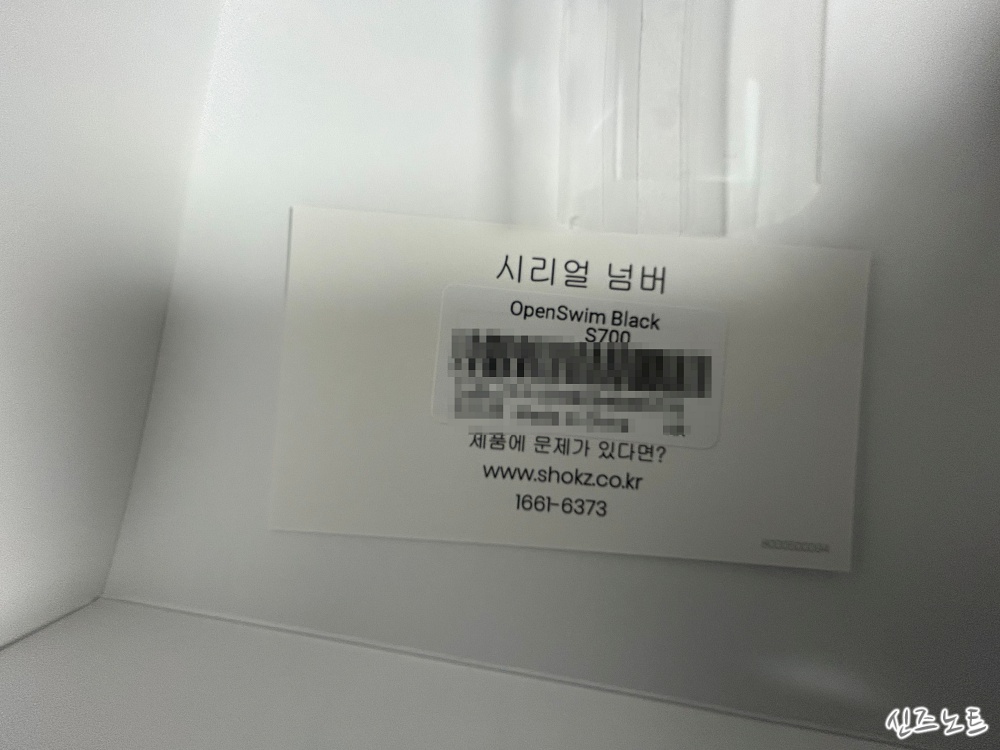 시리얼 넘버
OpenSwim Black
S700
제품에 문제가 있다면?
www.shokz.co.kr
1661-6373
신즈노트